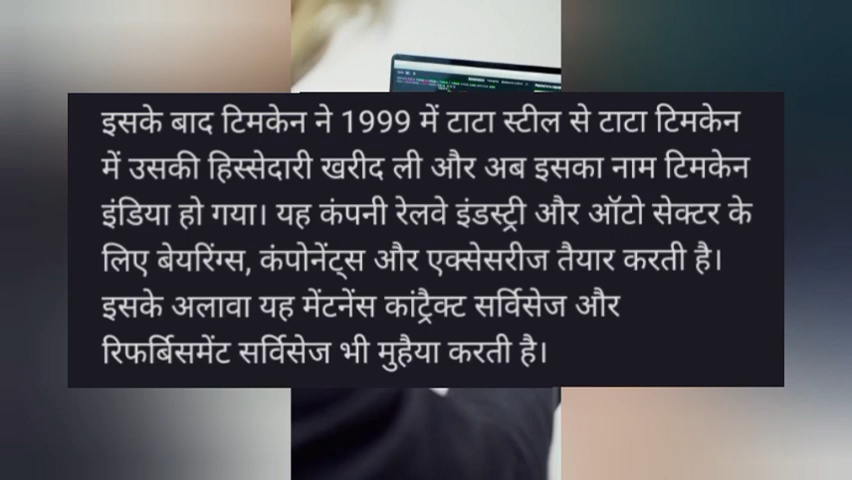 इसके बाद टिमकेन ने 1999 में टाटा स्टील से टाटा टिमकेन
में उसकी हिस्सेदारी खरीद ली और अब इसका नाम टिमकेन
इंडिया हो गया। यह कंपनी रेलवे इंडस्ट्री और ऑटो सेक्टर के
लिए बेयरिंग्स, कंपोनेंट्स और एक्सेसरीज तैयार करती है।
इसके अलावा यह मेंटनेंस कांट्रैक्ट सर्विसेज और
रिफर्बिसमेंट सर्विसेज भी मुहैया करती है।